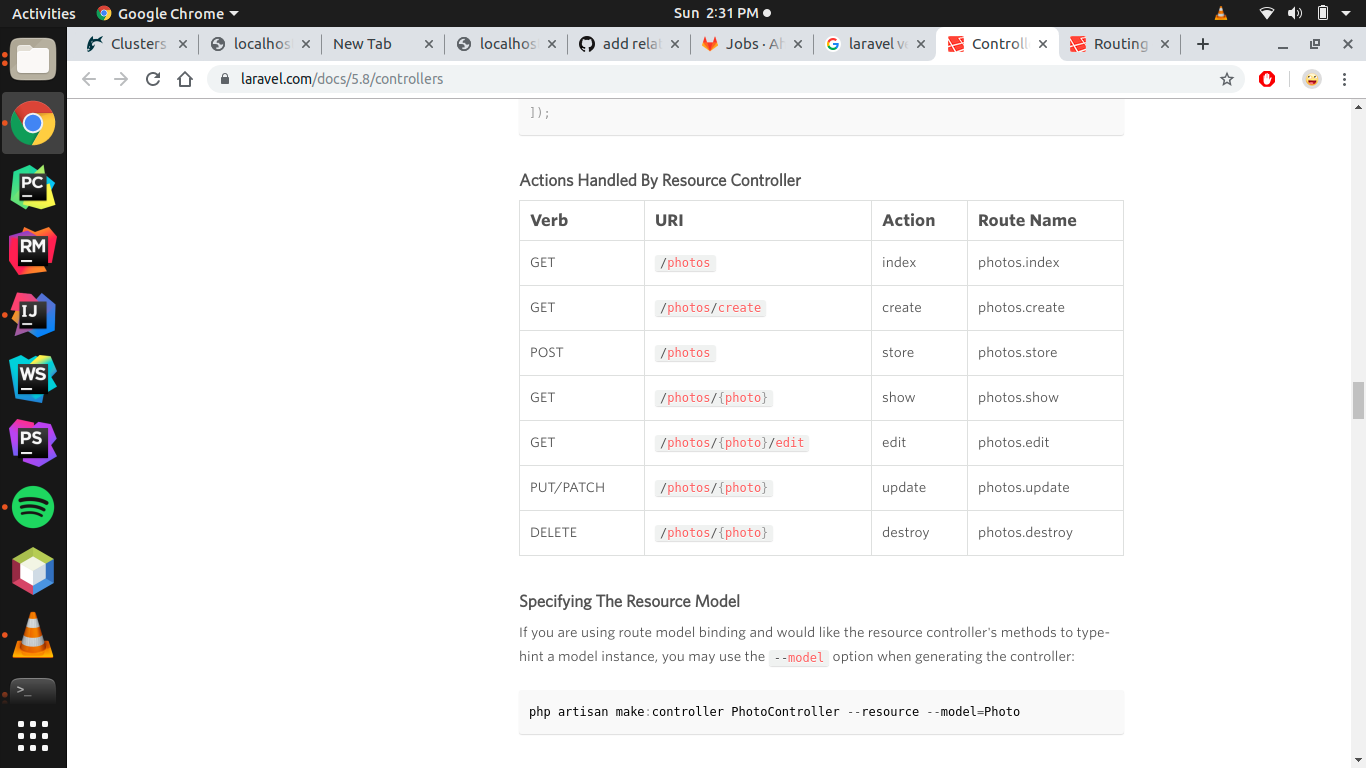 Activities Google Chrome Sun 2:31 PM
Clusters localhos New Tab localhos add rela Jobs · Ah laravel ve Controll Routing
laravel.com/docs/5.8/controllers
]);
Actions Handled By Resource Controller
Verb URI Action Route Name
GET /photos index photos.index
GET /photos/create create photos.create
POST /photos store photos.store
GET /photos/{photo} show photos.show
GET /photos/{photo}/edit edit photos.edit
PUT/PATCH /photos/{photo} update photos.update
DELETE /photos/{photo} destroy photos.destroy
Specifying The Resource Model
If you are using route model binding and would like the resource controller's methods to type-
hint a model instance, you may use the --model option when generating the controller:
php artisan make:controller PhotoController --resource --model=Photo
PC
RM
IJ
WS
PS
>_